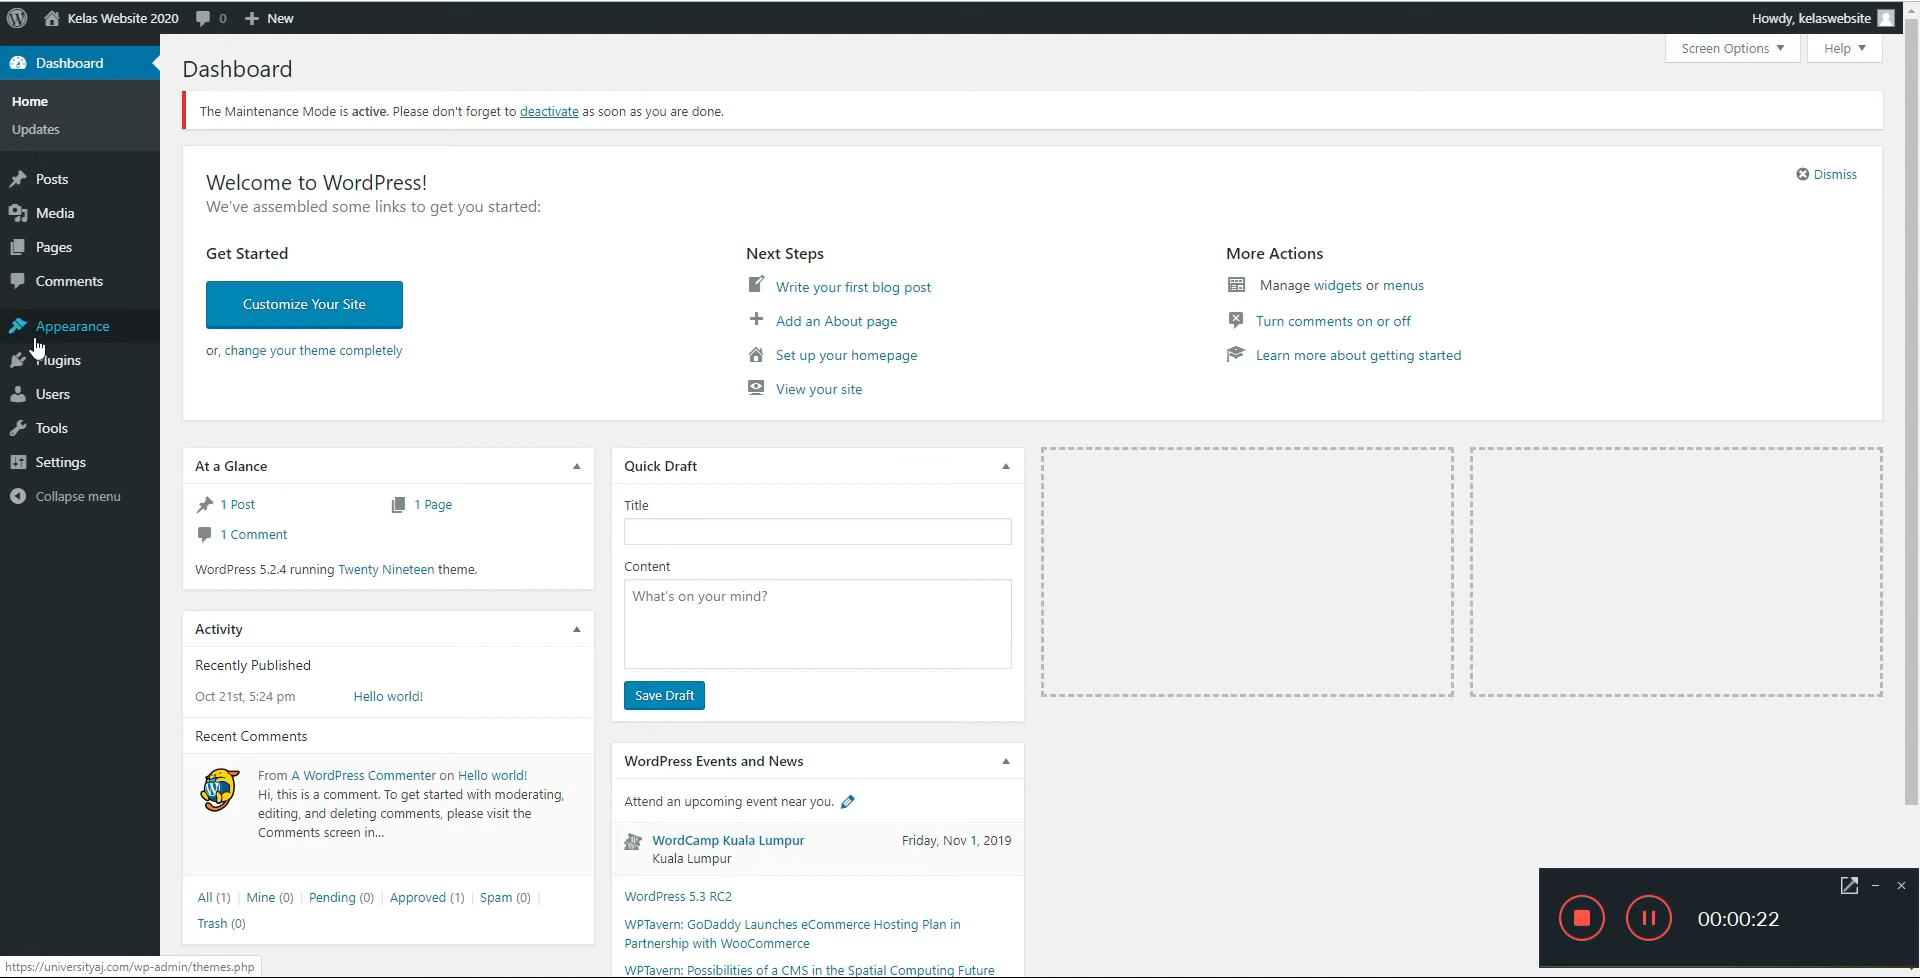 Kelas Website 2020 0 New Howdy, kelaswebsite
Screen Options Help
Dashboard
Home
Updates
Posts
Media
Pages
Comments
Appearance
Plugins
Users
Tools
Settings
Collapse menu
Dashboard
The Maintenance Mode is active. Please don't forget to deactivate as soon as you are done.
Welcome to WordPress!
We've assembled some links to get you started:
Dismiss
Get Started
Customize Your Site
or, change your theme completely
Next Steps
Write your first blog post
Add an About page
Set up your homepage
View your site
More Actions
Manage widgets or menus
Turn comments on or off
Learn more about getting started
At a Glance
1 Post 1 Page
1 Comment
WordPress 5.2.4 running Twenty Nineteen theme.
Activity
Recently Published
Oct 21st, 5:24 pm Hello world!
Recent Comments
From A WordPress Commenter on Hello world!
Hi, this is a comment. To get started with moderating,
editing, and deleting comments, please visit the
Comments screen in...
All (1) | Mine (0) | Pending (0) | Approved (1) | Spam (0) |
Trash (0)
Quick Draft
Title
Content
What's on your mind?
Save Draft
WordPress Events and News
Attend an upcoming event near you.
WordCamp Kuala Lumpur Friday, Nov 1, 2019
Kuala Lumpur
WordPress 5.3 RC2
WPTavern: GoDaddy Launches eCommerce Hosting Plan in
Partnership with WooCommerce
WPTavern: Possibilities of a CMS in the Spatial Computing Future
00:00:22
https://universityaj.com/wp-admin/themes.php